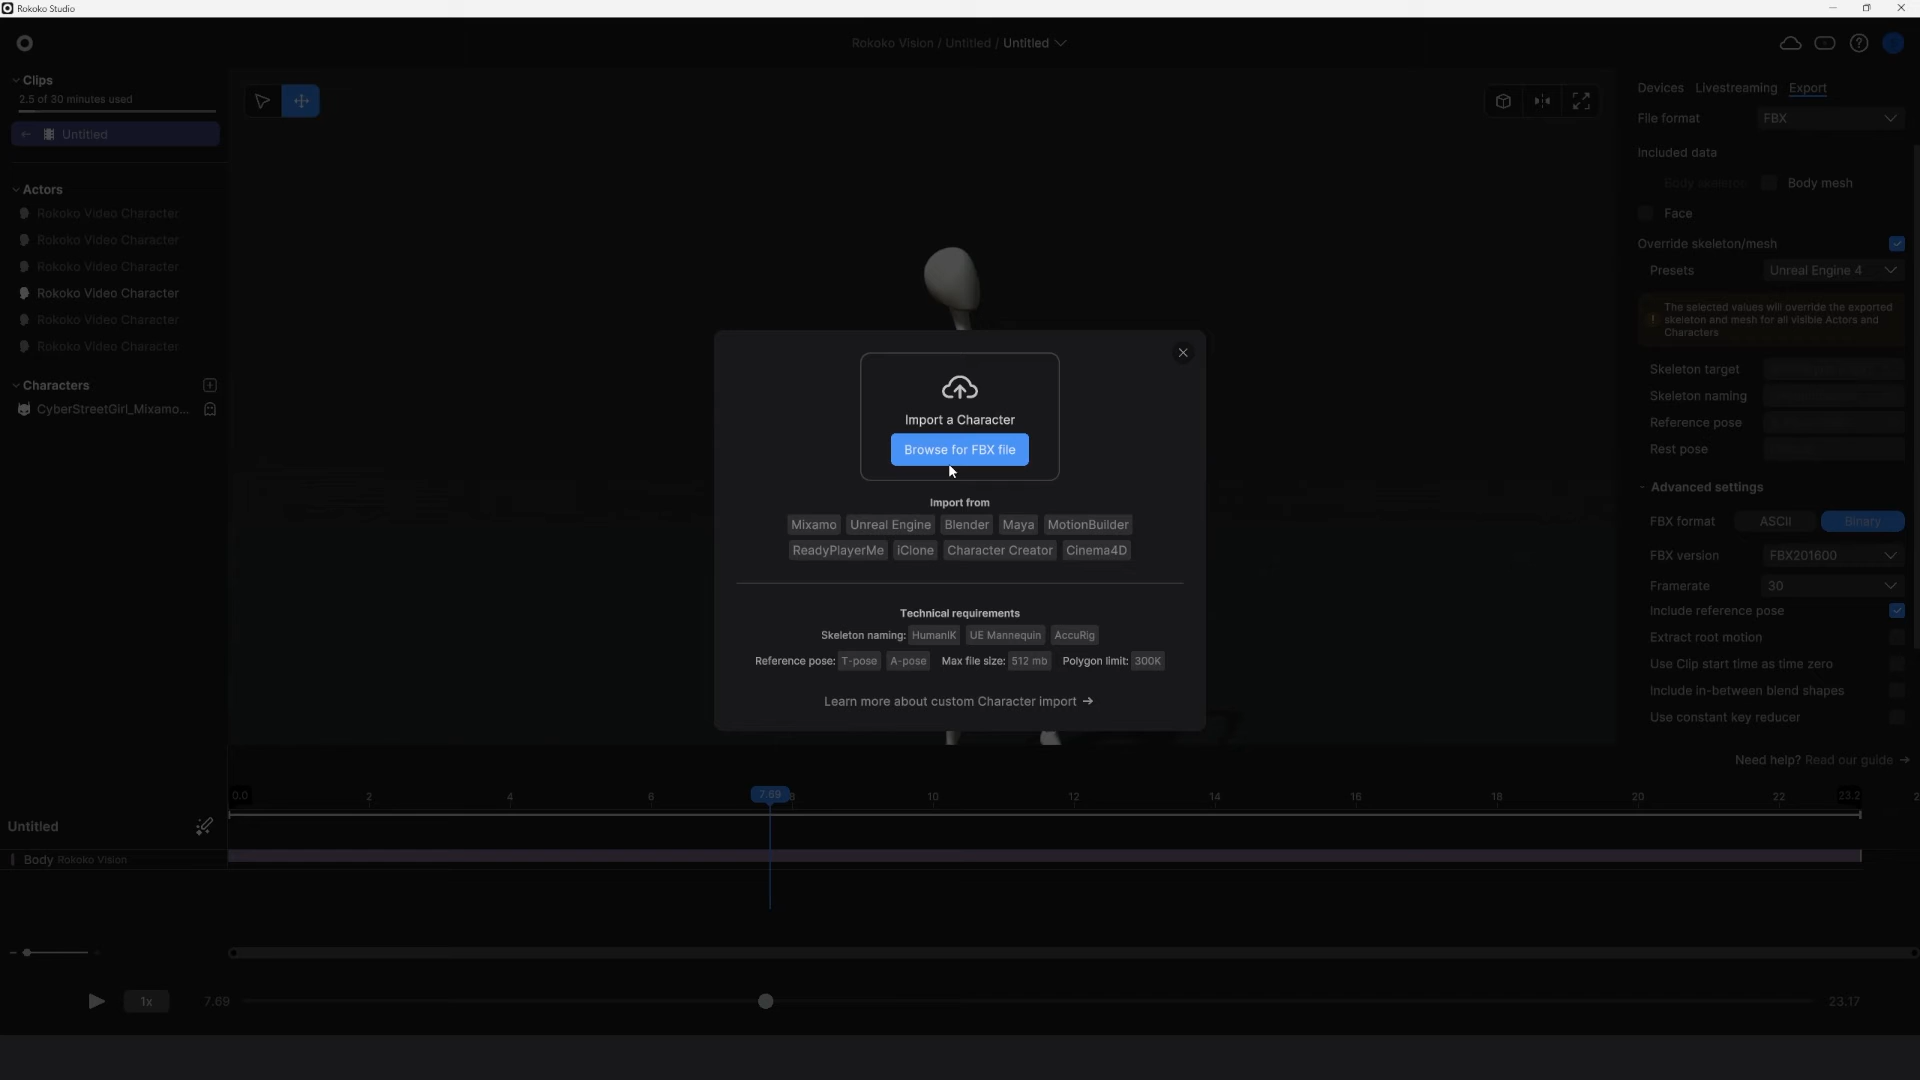 Rokoko Studio
Rokoko Vision / Untitled / Untitled
Clips
2.5 of 30 minutes used
Untitled
Actors
Rokoko Video Character
Rokoko Video Character
Rokoko Video Character
Rokoko Video Character
Rokoko Video Character
Rokoko Video Character
Characters
CyberStreetGirl_Mixamo...
Import a Character
Browse for FBX file
Import from
Mixamo Unreal Engine Blender Maya MotionBuilder
ReadyPlayerMe iClone Character Creator Cinema4D
Technical requirements
Skeleton naming: HumanIK UE Mannequin AccuRig
Reference pose: T-pose A-pose Max file size: 512 mb Polygon limit: 300K
Learn more about custom Character import →
Devices Livestreaming Export
File format FBX
Included data
Body skeleton Body mesh
Face
Override skeleton/mesh
Presets Unreal Engine 4
The selected values will override the exported
skeleton and mesh for all visible Actors and
Characters
Skeleton target
Skeleton naming
Reference pose
Rest pose
Advanced settings
FBX format ASCII Binary
FBX version FBX201600
Framerate 30
Include reference pose
Extract root motion
Use Clip start time as time zero
Include in-between blend shapes
Use constant key reducer
Need help? Read our guide →
0.0 2 4 6 7.69 8 10 12 14 16 18 20 22 23.2
Untitled
Body Rokoko Vision
1x 7.69 23.17